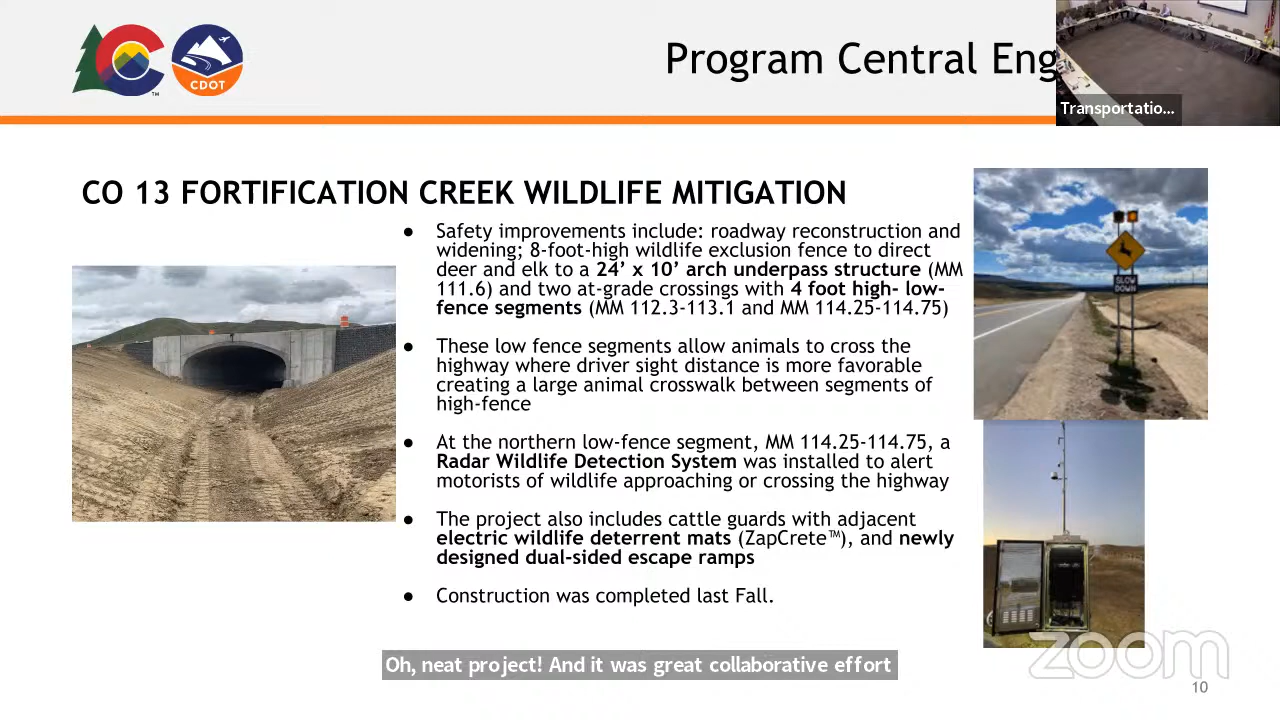 CDOT
TM
Program Central Eng
Transportatio...
CO 13 FORTIFICATION CREEK WILDLIFE MITIGATION
● Safety improvements include: roadway reconstruction and
widening; 8-foot-high wildlife exclusion fence to direct
deer and elk to a 24’ x 10’ arch underpass structure (MM
111.6) and two at-grade crossings with 4 foot high- low-
fence segments (MM 112.3-113.1 and MM 114.25-114.75)
● These low fence segments allow animals to cross the
highway where driver sight distance is more favorable
creating a large animal crosswalk between segments of
high-fence
● At the northern low-fence segment, MM 114.25-114.75, a
Radar Wildlife Detection System was installed to alert
motorists of wildlife approaching or crossing the highway
● The project also includes cattle guards with adjacent
electric wildlife deterrent mats (ZapCrete™), and newly
designed dual-sided escape ramps
● Construction was completed last Fall.
SLOW
DOWN
Oh, neat project! And it was great collaborative effort
zoom
10